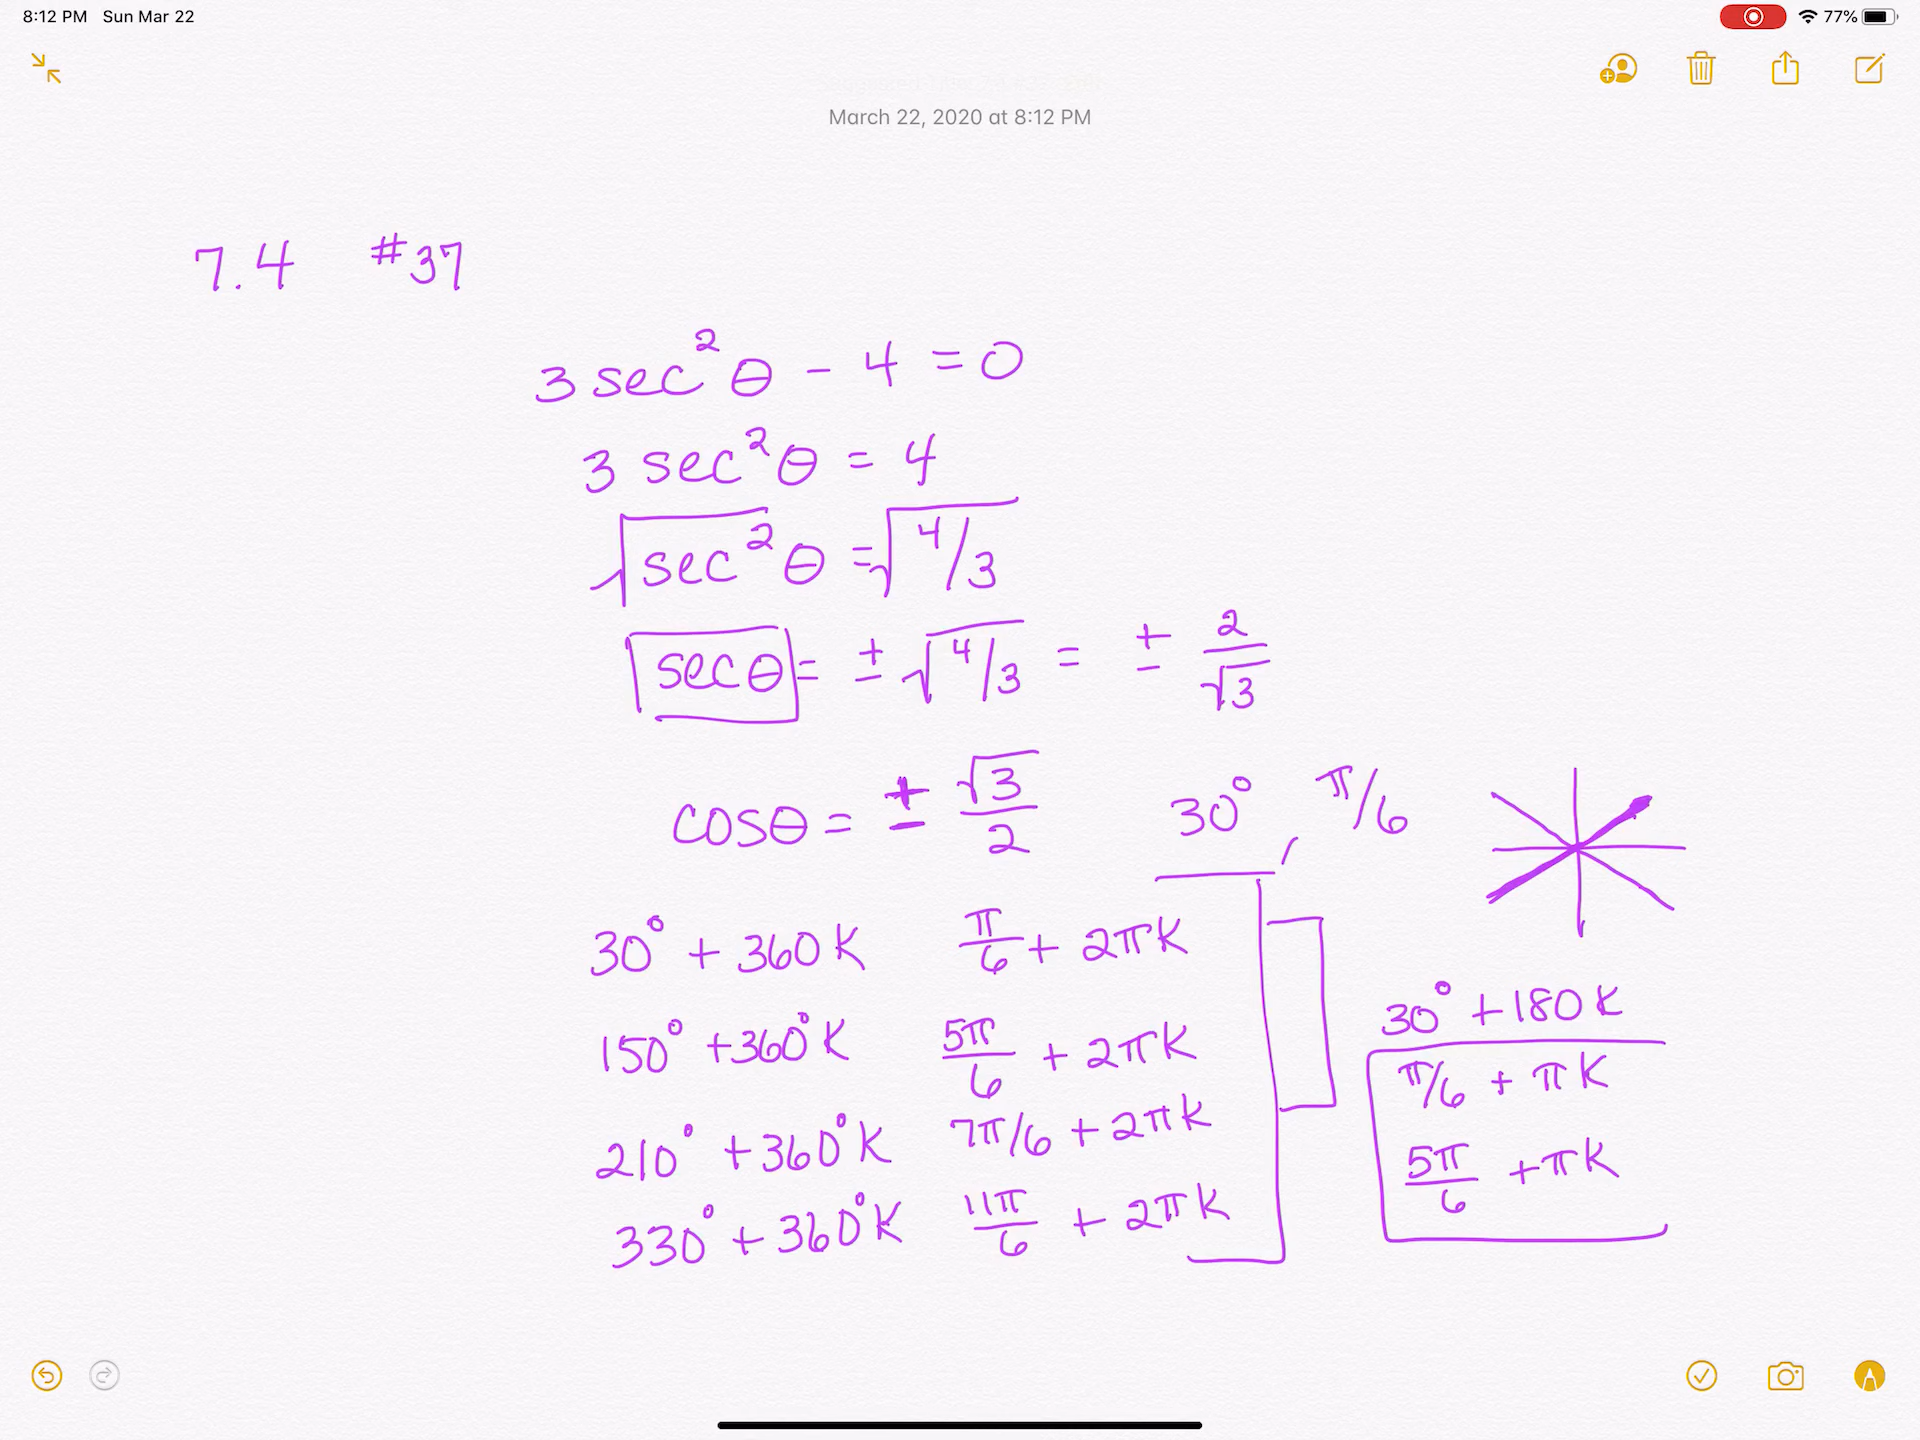 8:12 PM Sun Mar 22 77%
March 22, 2020 at 8:12 PM
7.4 #37
3 sec²θ - 4 = 0
3 sec²θ = 4
√sec²θ = √4/3
secθ = ± √4/3 = ± 2/√3
cosθ = ± √3/2 30°, π/6
30° + 360K π/6 + 2πK
150° + 360°K 5π/6 + 2πK
210° + 360°K 7π/6 + 2πK
330° + 360°K 11π/6 + 2πK
30° + 180K
π/6 + πK
5π/6 + πK